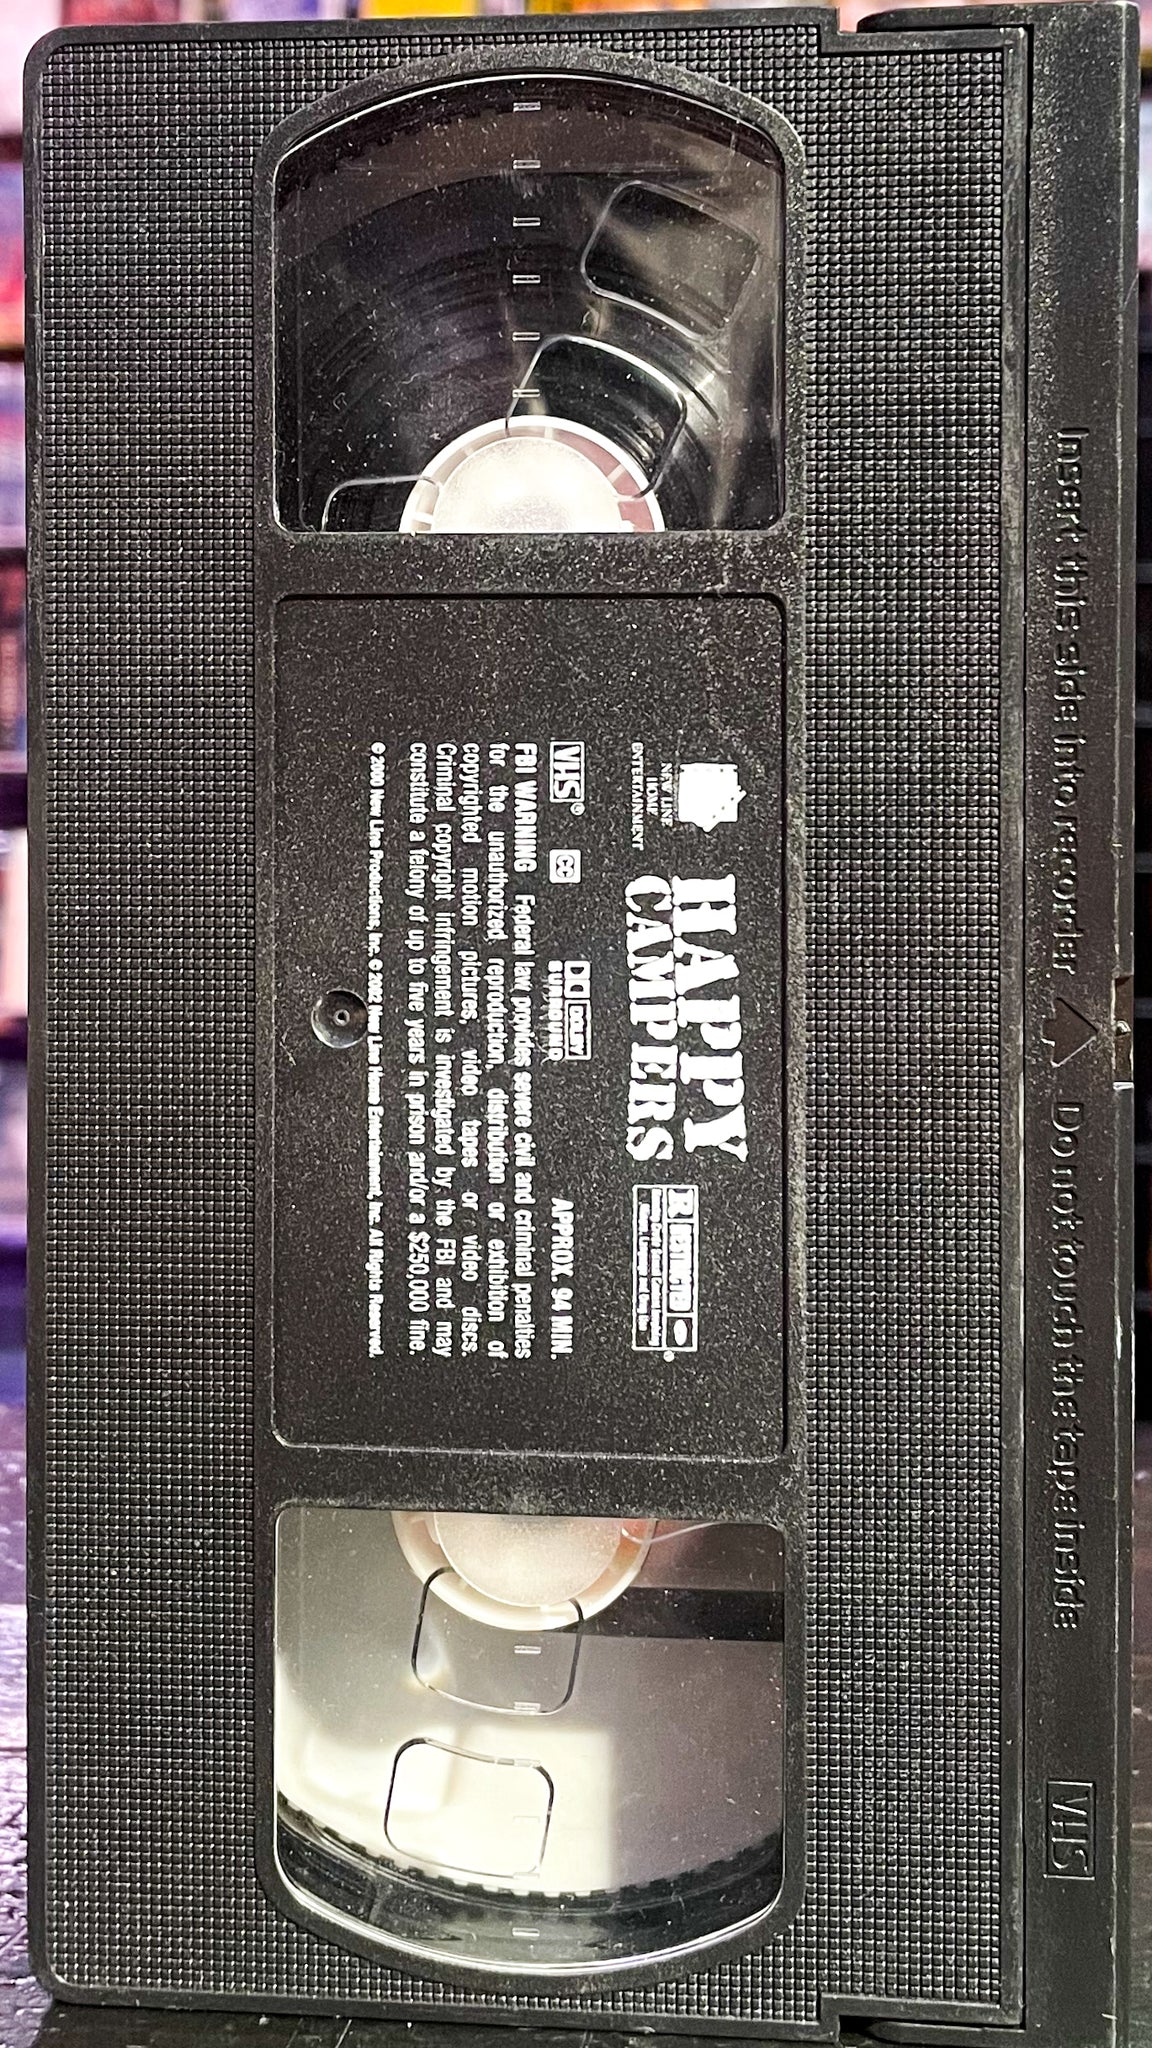 Insert this side into recorder
Do not touch the tape inside
VHS
NEW LINE
HOME
ENTERTAINMENT
HAPPY
CAMPERS
R RESTRICTED
®
VHS®
CC
DOLBY
SURROUND
APPROX. 94 MIN.
FBI WARNING Federal law provides severe civil and criminal penalties
for the unauthorized reproduction, distribution or exhibition of
copyrighted motion pictures, video tapes or video discs.
Criminal copyright infringement is investigated by the FBI and may
constitute a felony of up to five years in prison and/or a $250,000 fine.
© 2000 New Line Productions, Inc. © 2002 New Line Home Entertainment, Inc. All Rights Reserved.